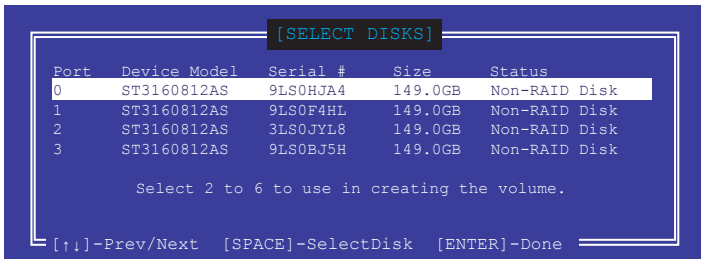 [SELECT DISKS]
Port Device Model Serial # Size Status
0 ST3160812AS 9LS0HJA4 149.0GB Non-RAID Disk
1 ST3160812AS 9LS0F4HL 149.0GB Non-RAID Disk
2 ST3160812AS 3LS0JYL8 149.0GB Non-RAID Disk
3 ST3160812AS 9LS0BJ5H 149.0GB Non-RAID Disk
Select 2 to 6 to use in creating the volume.
[↑↓]-Prev/Next [SPACE]-SelectDisk [ENTER]-Done